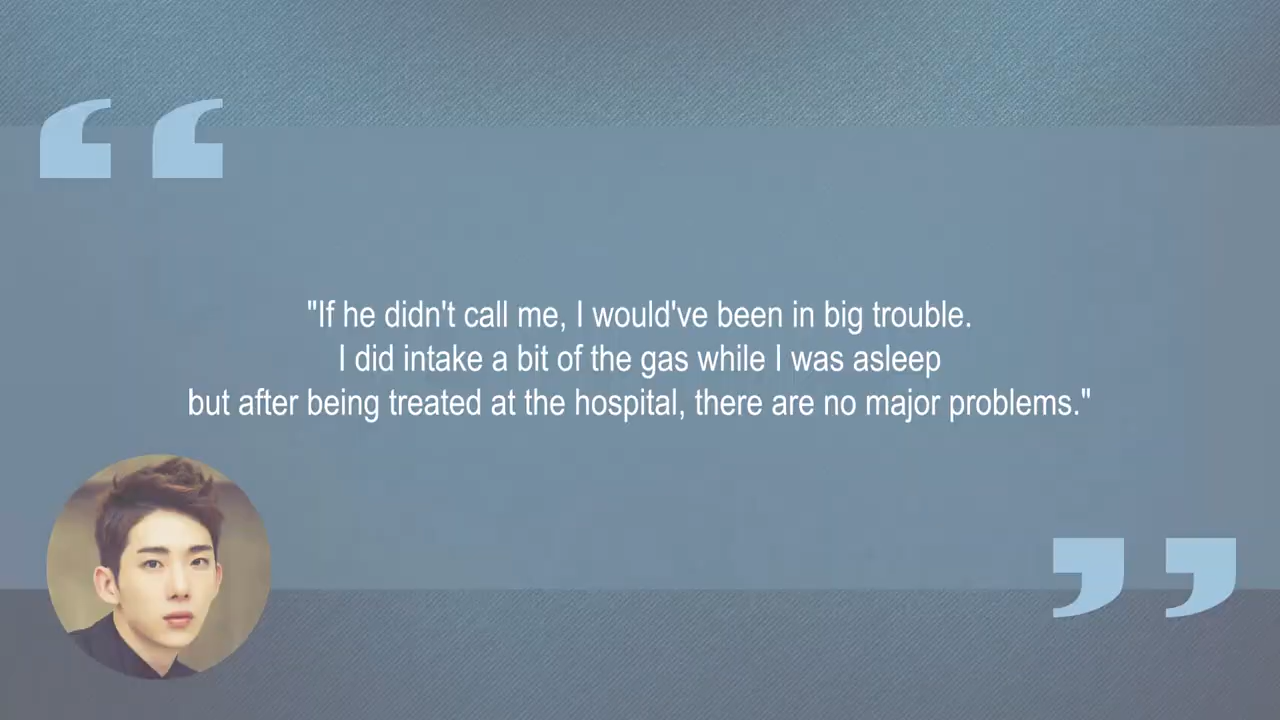 "If he didn't call me, I would've been in big trouble.
I did intake a bit of the gas while I was asleep
but after being treated at the hospital, there are no major problems."